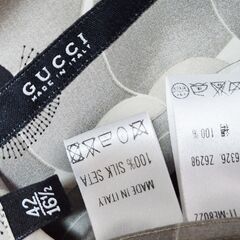 GUCCI
MADE IN ITALY
42
16½
100% SILK SETA
MADE IN ITALY
100%
6326 Z6298